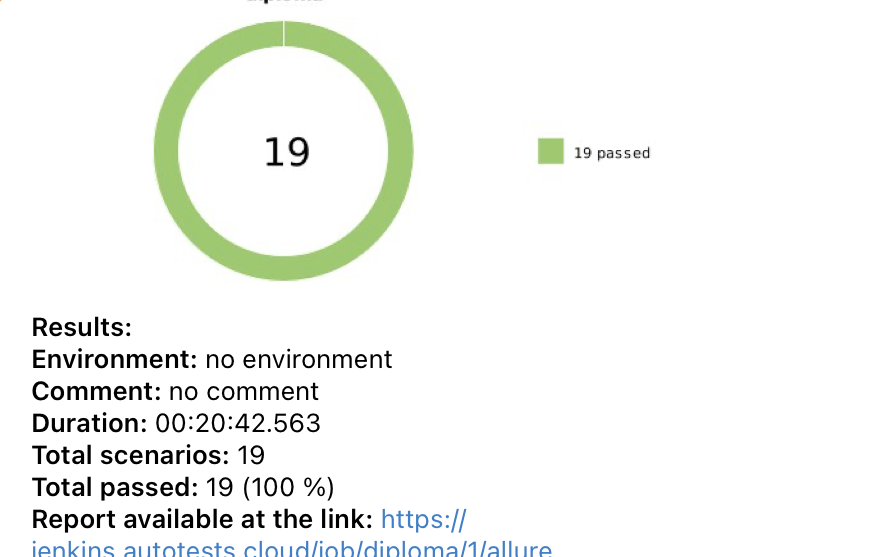 diploma
19
19 passed
Results:
Environment: no environment
Comment: no comment
Duration: 00:20:42.563
Total scenarios: 19
Total passed: 19 (100 %)
Report available at the link: https://
jenkins.autotests.cloud/job/diploma/1/allure